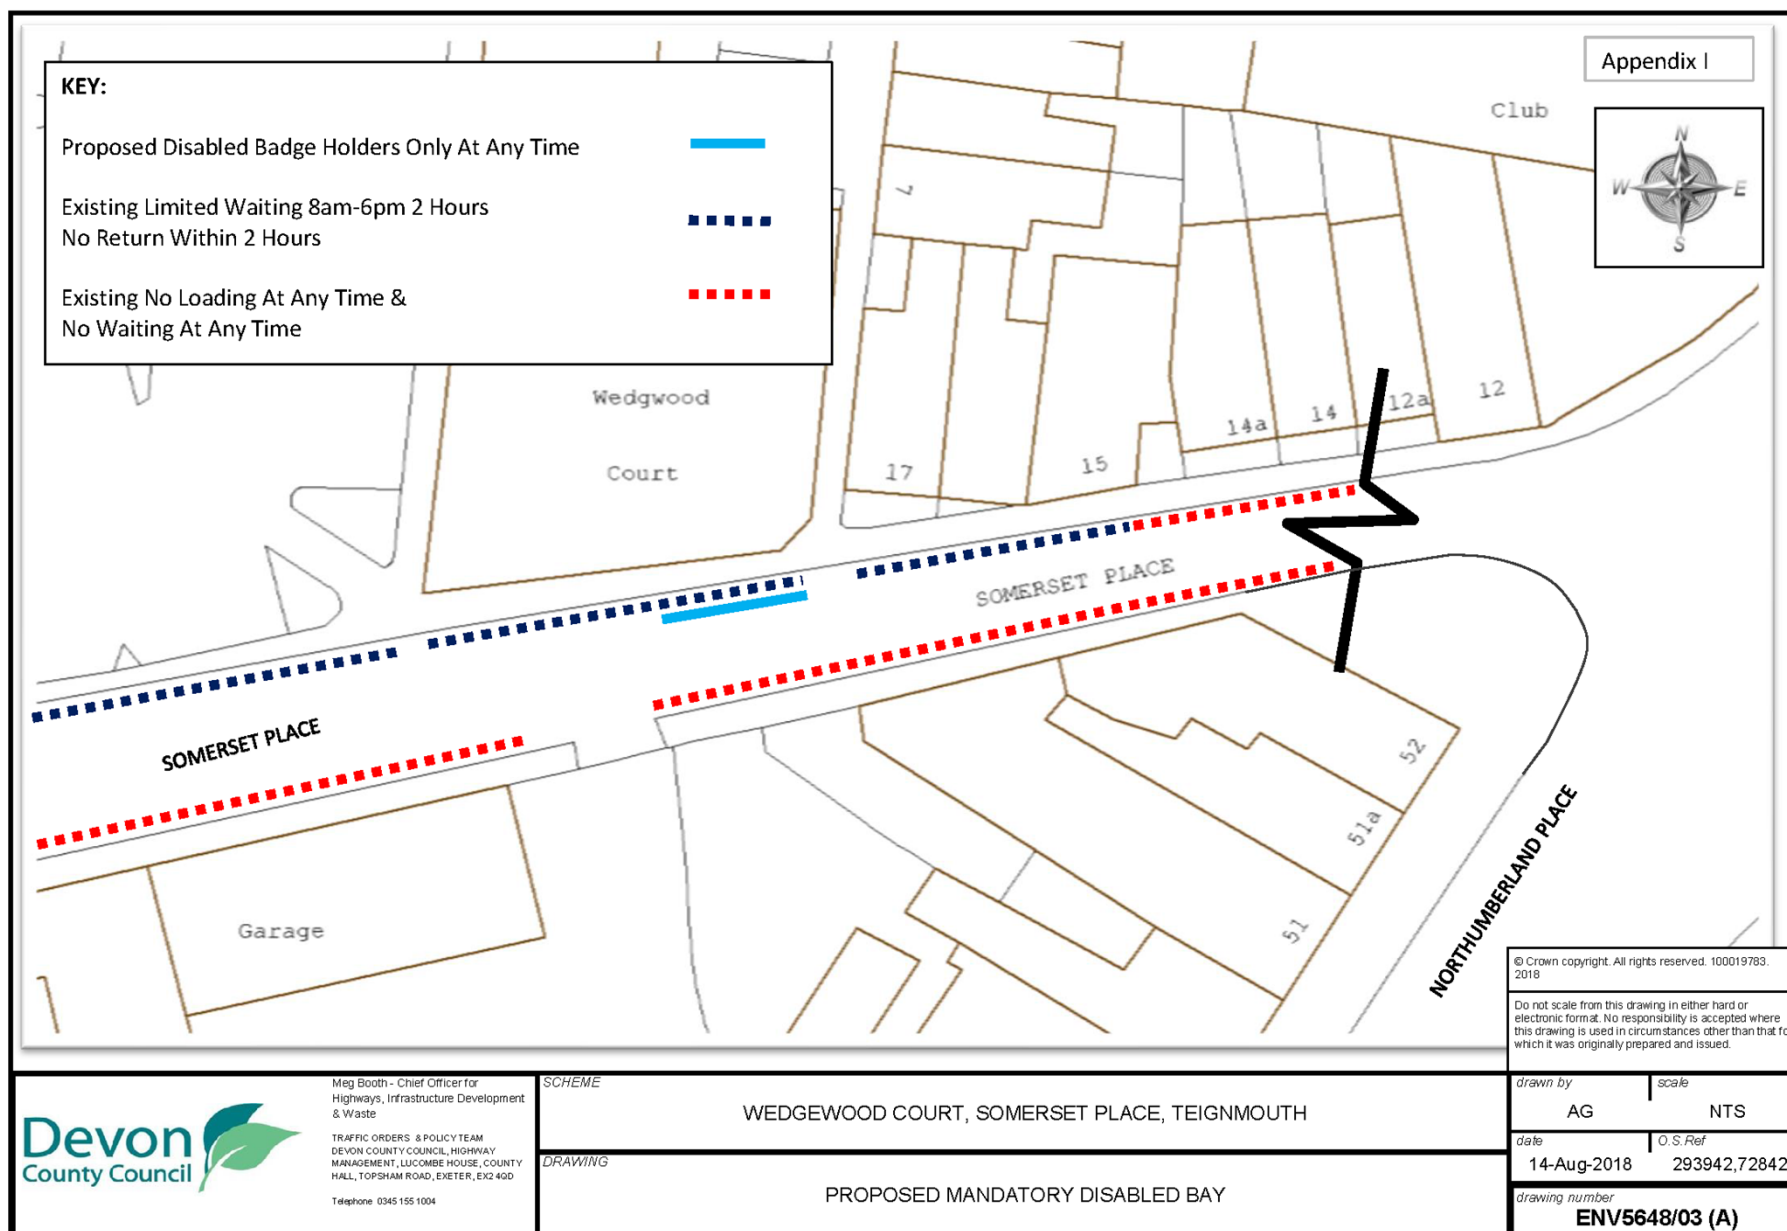 Appendix I
KEY:
Proposed Disabled Badge Holders Only At Any Time
Existing Limited Waiting 8am-6pm 2 Hours
No Return Within 2 Hours
Existing No Loading At Any Time &
No Waiting At Any Time
Club
N
W
E
S
7
Wedgwood
Court
17
15
14a
14
12a
12
SOMERSET PLACE
SOMERSET PLACE
52
51a
51
Garage
NORTHUMBERLAND PLACE
© Crown copyright. All rights reserved. 100019783.
2018
Do not scale from this drawing in either hard or
electronic format. No responsibility is accepted where
this drawing is used in circumstances other than that fo
which it was originally prepared and issued.
Devon
County Council
Meg Booth - Chief Officer for
Highways, Infrastructure Development
& Waste
TRAFFIC ORDERS & POLICY TEAM
DEVON COUNTY COUNCIL, HIGHWAY
MANAGEMENT, LUCOMBE HOUSE, COUNTY
HALL, TOPSHAM ROAD, EXETER, EX2 4QD
Telephone 0345 155 1004
SCHEME
WEDGEWOOD COURT, SOMERSET PLACE, TEIGNMOUTH
DRAWING
PROPOSED MANDATORY DISABLED BAY
drawn by
AG
scale
NTS
date
14-Aug-2018
O.S.Ref
293942,72842
drawing number
ENV5648/03 (A)